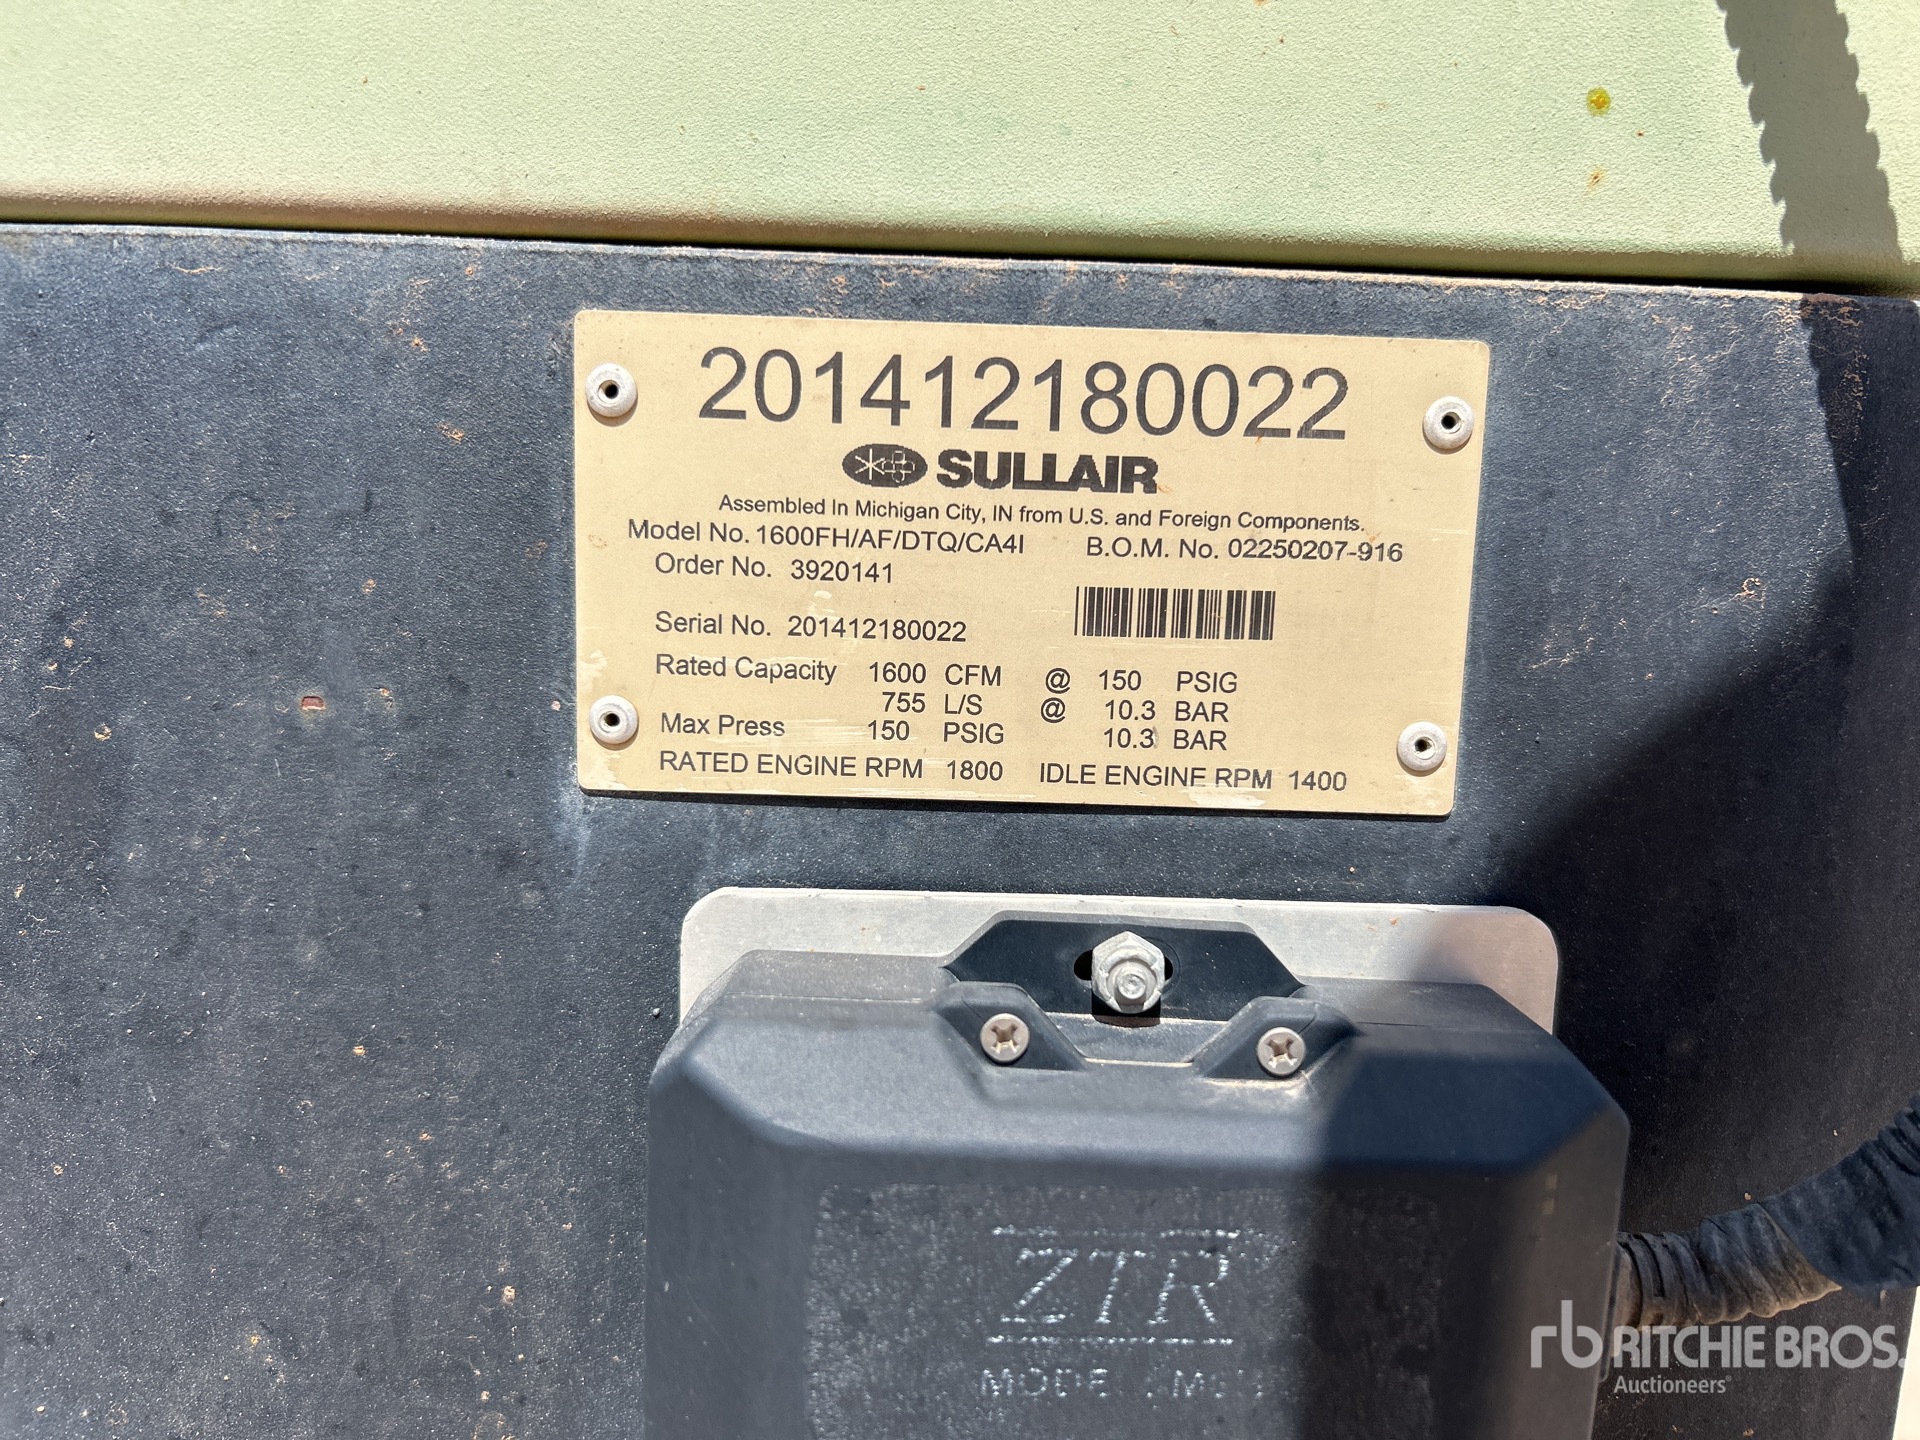 201412180022
SULLAIR
Assembled In Michigan City, IN from U.S. and Foreign Components.
Model No. 1600FH/AF/DTQ/CA4I B.O.M. No. 02250207-916
Order No. 3920141
Serial No. 201412180022
Rated Capacity 1600 CFM @ 150 PSIG
755 L/S @ 10.3 BAR
Max Press 150 PSIG 10.3 BAR
RATED ENGINE RPM 1800 IDLE ENGINE RPM 1400
ZTR
rb RITCHIE BROS.
Auctioneers